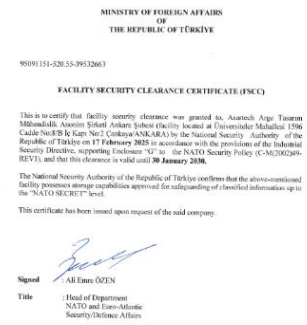 MINISTRY OF FOREIGN AFFAIRS
OF
THE REPUBLIC OF TÜRKİYE
95091151-520.55-39532663
FACILITY SECURITY CLEARANCE CERTIFICATE (FSCC)
This is to certify that facility security clearance was granted to, Asartech Arge Tasarım
Mühendislik Anonim Şirketi Ankara Şubesi (facility located at Üniversiteler Mahallesi 1596
Cadde No:8/B İç Kapı No:2 Çankaya/ANKARA) by the National Security Authority of the
Republic of Türkiye on 17 February 2025 in accordance with the provisions of the Industrial
Security Directive, supporting Enclosure "G" to the NATO Security Policy (C-M(2002)49-
REV1), and that this clearance is valid until 30 January 2030.
The National Security Authority of the Republic of Türkiye confirms that the above-mentioned
facility possesses storage capabilities approved for safeguarding of classified information up to
the "NATO SECRET" level.
This certificate has been issued upon request of the said company.
Signed : Ali Emre ÖZEN
Title : Head of Department
NATO and Euro-Atlantic
Security/Defence Affairs